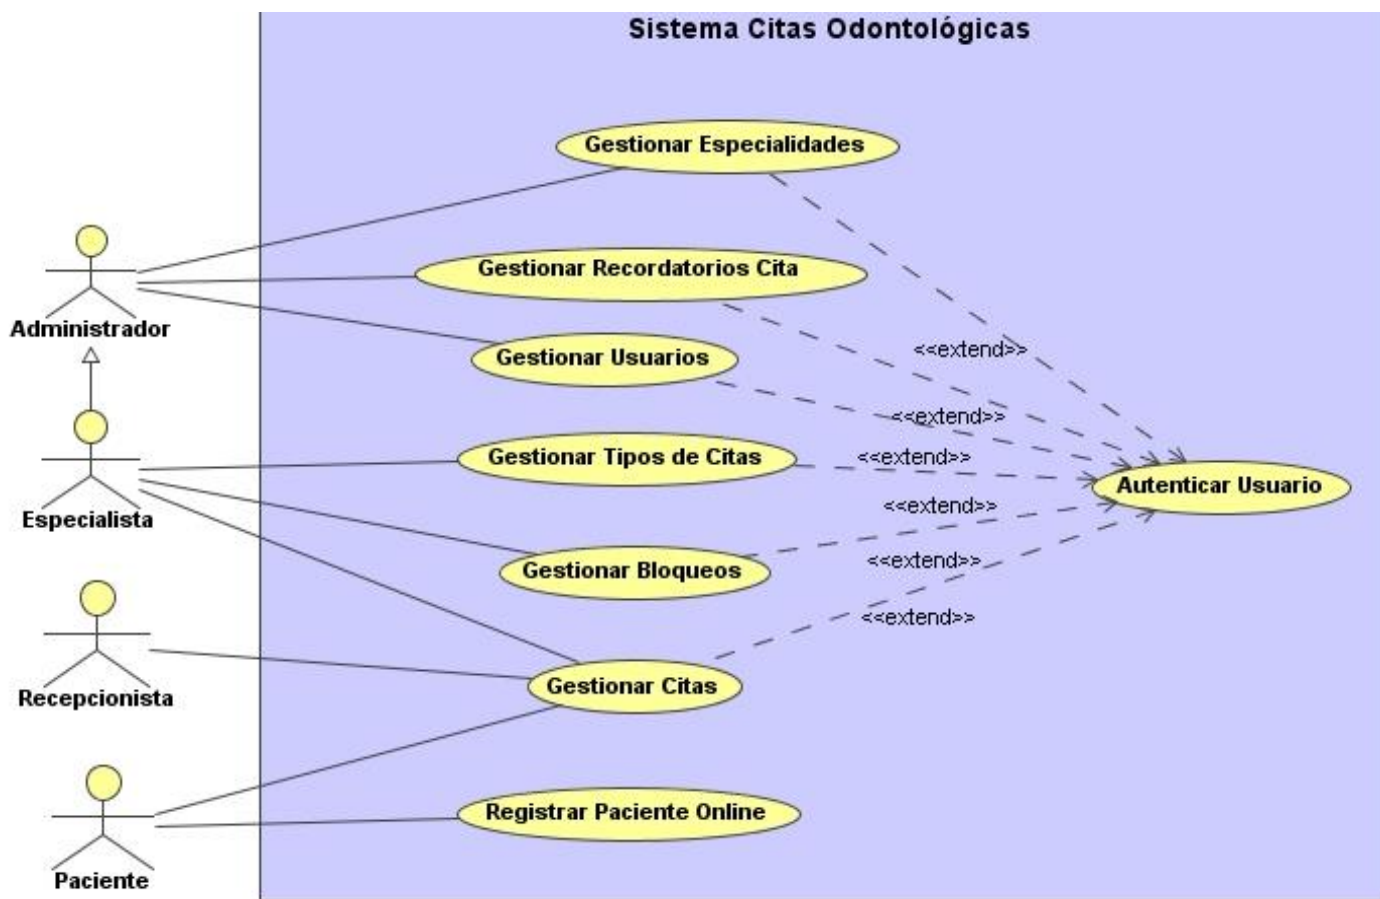 Sistema Citas Odontológicas
Gestionar Especialidades
Gestionar Recordatorios Cita
Administrador
<<extend>>
Gestionar Usuarios
<<extend>>
Gestionar Tipos de Citas
<<extend>>
Autenticar Usuario
<<extend>>
Especialista
<<extend>>
Gestionar Bloqueos
<<extend>>
Gestionar Citas
Recepcionista
Registrar Paciente Online
Paciente